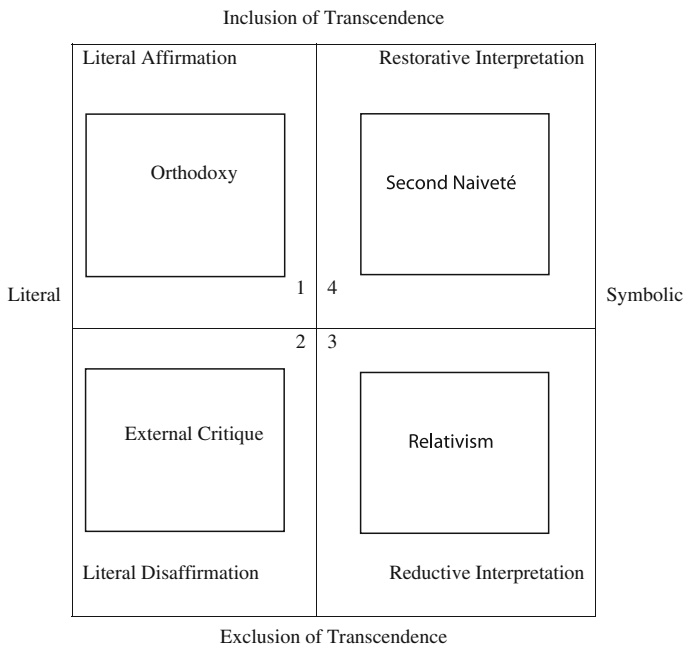 Inclusion of Transcendence
Literal Affirmation
Restorative Interpretation
Orthodoxy
Second Naiveté
Literal
1
4
Symbolic
2
3
External Critique
Relativism
Literal Disaffirmation
Reductive Interpretation
Exclusion of Transcendence